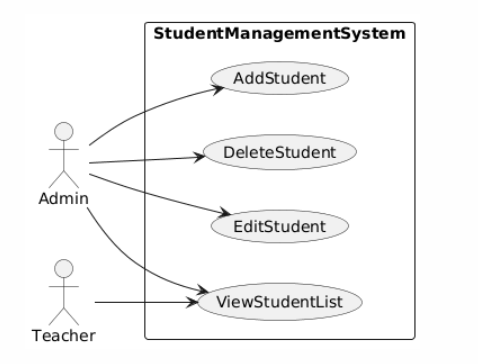 StudentManagementSystem
AddStudent
DeleteStudent
Admin
EditStudent
ViewStudentList
Teacher